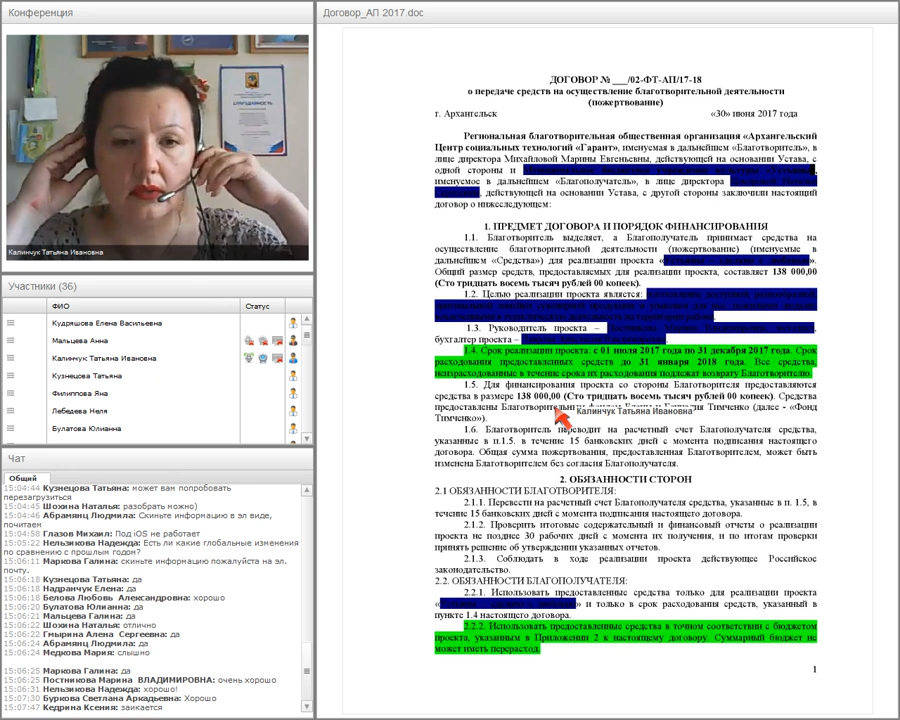 Конференция
БЛАГОДАРНОСТЬ
Калинчук Татьяна Ивановна
Участники (36)
ФИО Статус
Кудряшова Елена Васильевна
Мальцева Анна
Калинчук Татьяна Ивановна
Кузнецова Татьяна
Филиппова Яна
Лебедева Неля
Булатова Юлианна
Чат
Общий
15:04:44 Кузнецова Татьяна: может вам попробовать
перезагрузиться
15:04:45 Шохина Наталья: разобрать можно)
15:04:46 Абрамянц Людмила: Скиньте информацию в эл виде,
почитаем
15:04:58 Глазов Михаил: Под iOS не работает
15:05:22 Нельзикова Надежда: Есть ли какие глобальные изменения
по сравнению с прошлым годом?
15:06:11 Маркова Галина: скиньте информацию пожалуйста на эл.
почту.
15:06:18 Кузнецова Татьяна: да
15:06:18 Надранчук Елена: да
15:06:18 Белова Любовь Александровна: хорошо
15:06:20 Булатова Юлианна: да
15:06:21 Мальцева Галина: да
15:06:22 Шохина Наталья: отлично
15:06:22 Гмырина Алена Сергеевна: да
15:06:24 Абрамянц Людмила: да
15:06:24 Медкова Мария: слышно
15:06:25 Маркова Галина: да
15:06:25 Постникова Марина ВЛАДИМИРОВНА: очень хорошо
15:06:31 Нельзикова Надежда: хорошо!
15:07:30 Буркова Светлана Аркадьевна: Хорошо
15:07:47 Кедрина Ксения: заикается
Договор_АП 2017.doc
ДОГОВОР № ___/02-ФТ-АП/17-18
о передаче средств на осуществление благотворительной деятельности
(пожертвование)
г. Архангельск «30» июня 2017 года
Региональная благотворительная общественная организация «Архангельский
Центр социальных технологий «Гарант», именуемая в дальнейшем «Благотворитель», в
лице директора Михайловой Марины Евгеньевны, действующей на основании Устава, с
одной стороны и
именуемое в дальнейшем «Благополучатель», в лице директора
, действующей на основании Устава, с другой стороны заключили настоящий
договор о нижеследующем:
1. ПРЕДМЕТ ДОГОВОРА И ПОРЯДОК ФИНАНСИРОВАНИЯ
1.1. Благотворитель выделяет, а Благополучатель принимает средства на
осуществление благотворительной деятельности (пожертвование) (именуемые в
дальнейшем «Средства») для реализации проекта « ».
Общий размер средств, предоставляемых для реализации проекта, составляет 138 000,00
(Сто тридцать восемь тысяч рублей 00 копеек).
1.2. Целью реализации проекта является:
1.3. Руководитель проекта –
бухгалтер проекта –
1.4. Срок реализации проекта: с 01 июля 2017 года по 31 декабря 2017 года. Срок
расходования предоставленных средств до 31 января 2018 года. Все средства,
неизрасходованные в течение срока их расходования подлежат возврату Благотворителю.
1.5. Для финансирования проекта со стороны Благотворителя предоставляются
средства в размере 138 000,00 (Сто тридцать восемь тысяч рублей 00 копеек). Средства
предоставлены Тимченко (далее - «Фонд
Калинчук Татьяна Ивановна
Тимченко»).
1.6. Благотворитель переводит на расчетный счет Благополучателя средства,
указанные в п.1.5. в течение 15 банковских дней с момента подписания настоящего
договора. Общая сумма пожертвования, предоставленная Благотворителем, может быть
изменена Благотворителем без согласия Благополучателя.
2. ОБЯЗАННОСТИ СТОРОН
2.1 ОБЯЗАННОСТИ БЛАГОТВОРИТЕЛЯ:
2.1.1. Перевести на расчетный счет Благополучателя средства, указанные в п. 1.5, в
течение 15 банковских дней с момента подписания настоящего договора.
2.1.2. Проверить итоговые содержательный и финансовый отчеты о реализации
проекта не позднее 30 рабочих дней с момента их получения, и по итогам проверки
принять решение об утверждении указанных отчетов.
2.1.3. Соблюдать в ходе реализации проекта действующее Российское
законодательство.
2.2. ОБЯЗАННОСТИ БЛАГОПОЛУЧАТЕЛЯ:
2.2.1. Использовать предоставленные средства только для реализации проекта
« » и только в срок расходования средств, указанный в
пункте 1.4 настоящего договора.
2.2.2. Использовать предоставленные средства в точном соответствии с бюджетом
проекта, указанным в Приложении 2 к настоящему договору. Суммарный бюджет не
может иметь перерасход.
1